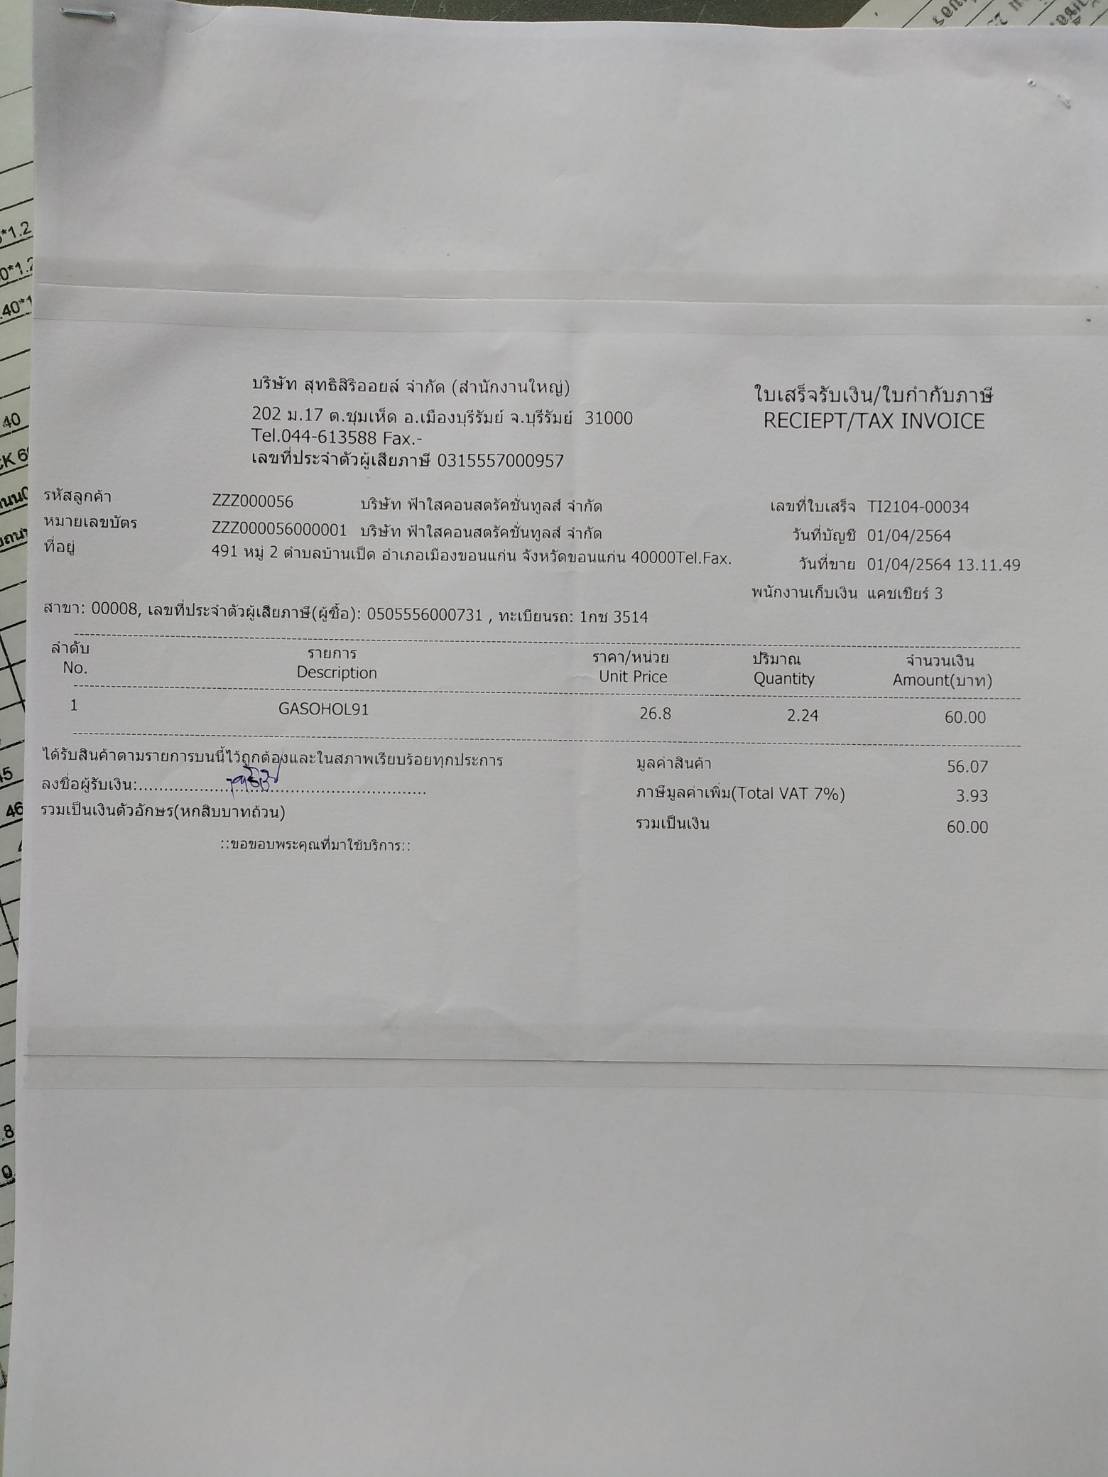 บริษัท สุทธิสิริออยล์ จำกัด (สำนักงานใหญ่)
202 ม.17 ต.ชุมเห็ด อ.เมืองบุรีรัมย์ จ.บุรีรัมย์ 31000
Tel.044-613588 Fax.-
เลขที่ประจำตัวผู้เสียภาษี 0315557000957
ใบเสร็จรับเงิน/ใบกำกับภาษี
RECIEPT/TAX INVOICE
รหัสลูกค้า ZZZ000056 บริษัท ฟ้าใสคอนสตรัคชั่นทูลส์ จำกัด
หมายเลขบัตร ZZZ000056000001 บริษัท ฟ้าใสคอนสตรัคชั่นทูลส์ จำกัด
ที่อยู่ 491 หมู่ 2 ตำบลบ้านเป็ด อำเภอเมืองขอนแก่น จังหวัดขอนแก่น 40000Tel.Fax.
เลขที่ใบเสร็จ TI2104-00034
วันที่บัญชี 01/04/2564
วันที่ขาย 01/04/2564 13.11.49
พนักงานเก็บเงิน แคชเชียร์ 3
สาขา: 00008, เลขที่ประจำตัวผู้เสียภาษี(ผู้ซื้อ): 0505556000731 , ทะเบียนรถ: 1กช 3514
ลำดับ รายการ ราคา/หน่วย ปริมาณ จำนวนเงิน
No. Description Unit Price Quantity Amount(บาท)
1 GASOHOL91 26.8 2.24 60.00
ได้รับสินค้าตามรายการบนนี้ไว้ถูกต้องและในสภาพเรียบร้อยทุกประการ
ลงชื่อผู้รับเงิน:
รวมเป็นเงินตัวอักษร(หกสิบบาทถ้วน)
::ขอขอบพระคุณที่มาใช้บริการ::
มูลค่าสินค้า 56.07
ภาษีมูลค่าเพิ่ม(Total VAT 7%) 3.93
รวมเป็นเงิน 60.00